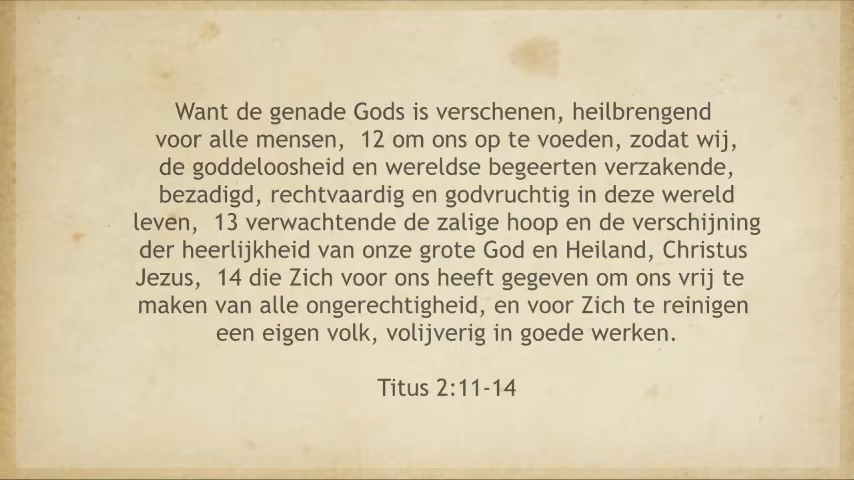 Want de genade Gods is verschenen, heilbrengend
voor alle mensen, 12 om ons op te voeden, zodat wij,
de goddeloosheid en wereldse begeerten verzakende,
bezadigd, rechtvaardig en godvruchtig in deze wereld
leven, 13 verwachtende de zalige hoop en de verschijning
der heerlijkheid van onze grote God en Heiland, Christus
Jezus, 14 die Zich voor ons heeft gegeven om ons vrij te
maken van alle ongerechtigheid, en voor Zich te reinigen
een eigen volk, volijverig in goede werken.
Titus 2:11-14